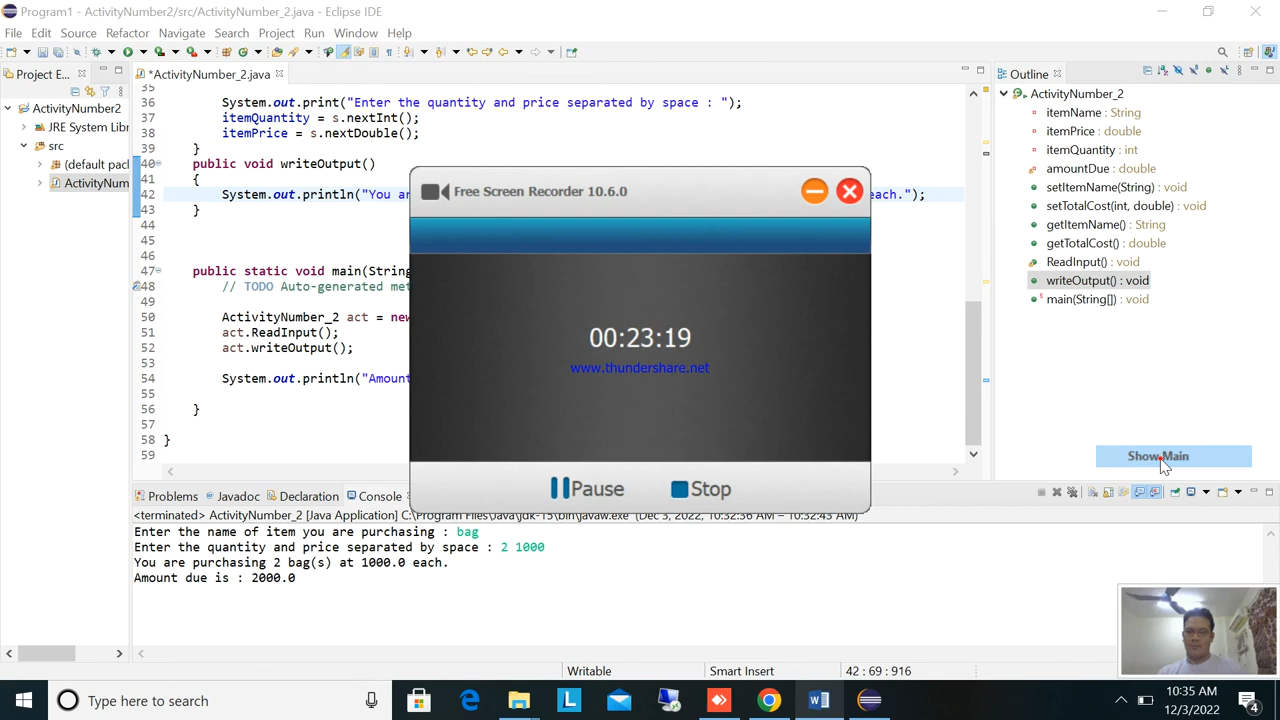 Program1 - ActivityNumber2/src/ActivityNumber_2.java - Eclipse IDE
File Edit Source Refactor Navigate Search Project Run Window Help
Project E...
*ActivityNumber_2.java
Outline
ActivityNumber2
JRE System Libr
src
(default pacl
ActivityNum
35
36 System.out.print("Enter the quantity and price separated by space : ");
37 itemQuantity = s.nextInt();
38 itemPrice = s.nextDouble();
39 }
40 public void writeOutput()
41 {
42 System.out.println("You ar each.");
43 }
44
45
46
47 public static void main(String
48 // TODO Auto-generated met
49
50 ActivityNumber_2 act = new
51 act.ReadInput();
52 act.writeOutput();
53
54 System.out.println("Amount
55
56 }
57
58 }
59
Free Screen Recorder 10.6.0
00:23:19
www.thundershare.net
Pause Stop
ActivityNumber_2
itemName : String
itemPrice : double
itemQuantity : int
amountDue : double
setItemName(String) : void
setTotalCost(int, double) : void
getItemName() : String
getTotalCost() : double
ReadInput() : void
writeOutput() : void
main(String[]) : void
Show Main
Problems Javadoc Declaration Console
<terminated> ActivityNumber_2 [Java Application] C:\Program Files\Java\jdk-15\bin\javaw.exe (Dec 3, 2022, 10:32:36 AM – 10:32:43 AM)
Enter the name of item you are purchasing : bag
Enter the quantity and price separated by space : 2 1000
You are purchasing 2 bag(s) at 1000.0 each.
Amount due is : 2000.0
Writable Smart Insert 42 : 69 : 916
Type here to search
10:35 AM
12/3/2022
4